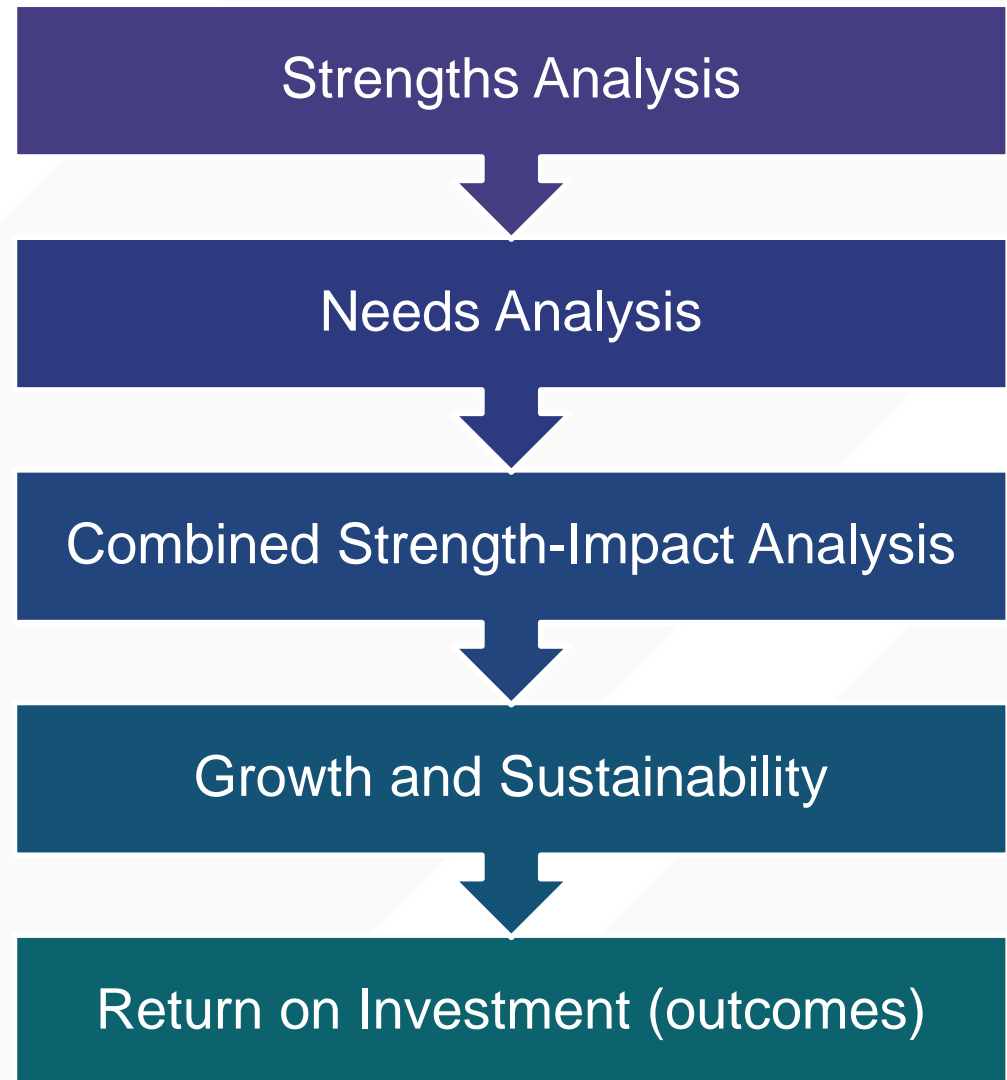 Strengths Analysis
Needs Analysis
Combined Strength-Impact Analysis
Growth and Sustainability
Return on Investment (outcomes)